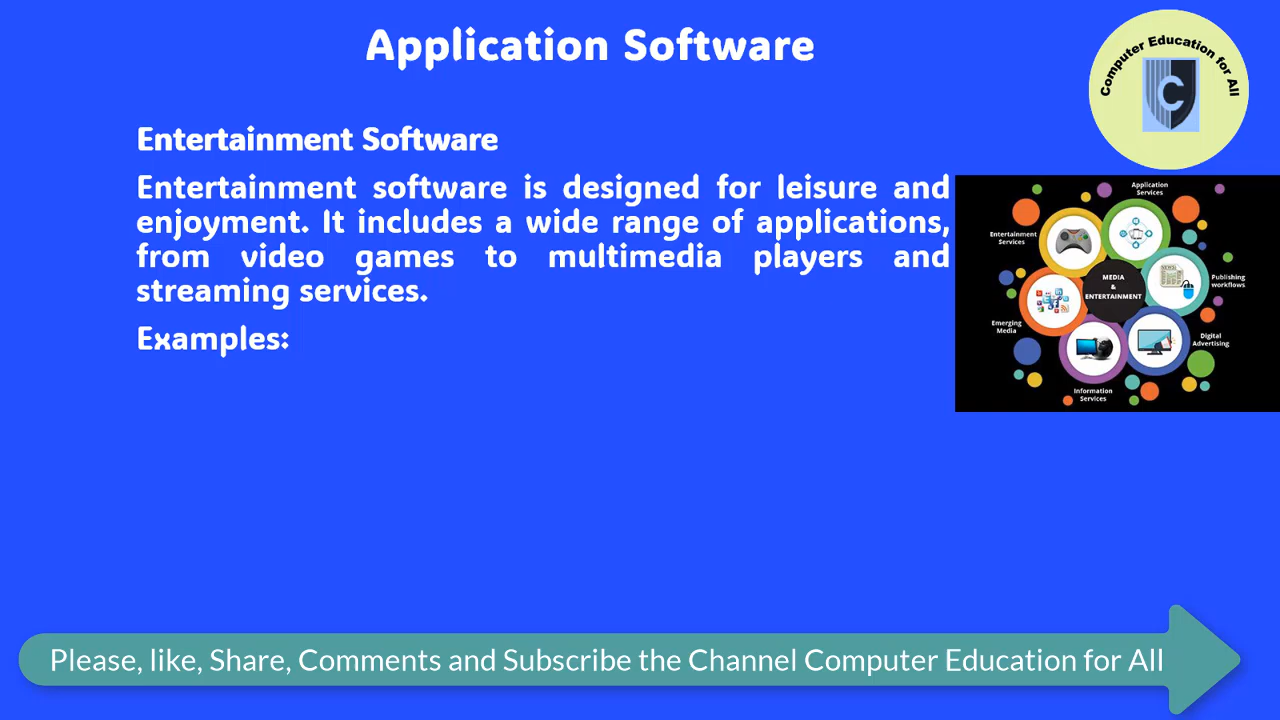 Application Software
Computer Education for All
C
Entertainment Software
Entertainment software is designed for leisure and
enjoyment. It includes a wide range of applications,
from video games to multimedia players and
streaming services.
Examples:
Application
Services
Entertainment
Services
Publishing
workflows
MEDIA
&
ENTERTAINMENT
Emerging
Media
Digital
Advertising
Information
Services
Please, like, Share, Comments and Subscribe the Channel Computer Education for All